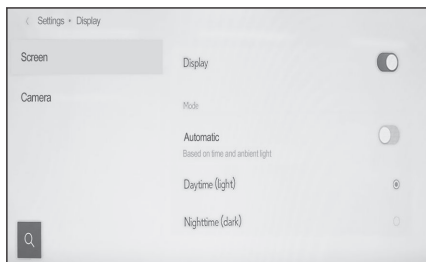 Settings • Display
Screen
Display
Camera
Mode
Automatic
Based on time and ambient light
Daytime (light)
Nighttime (dark)